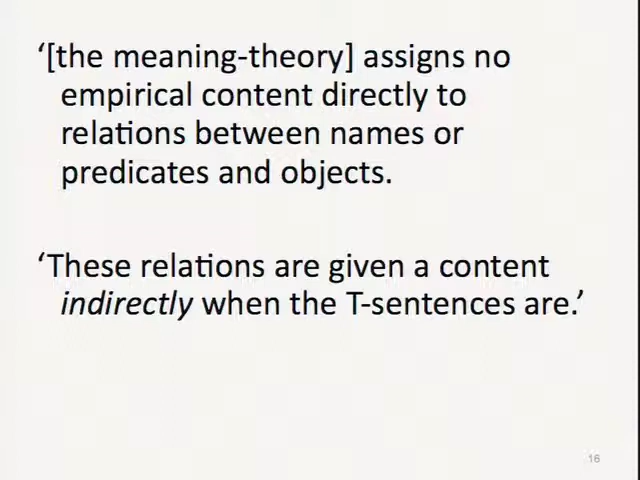 ‘[the meaning-theory] assigns no
empirical content directly to
relations between names or
predicates and objects.
‘These relations are given a content
indirectly when the T-sentences are.’
16